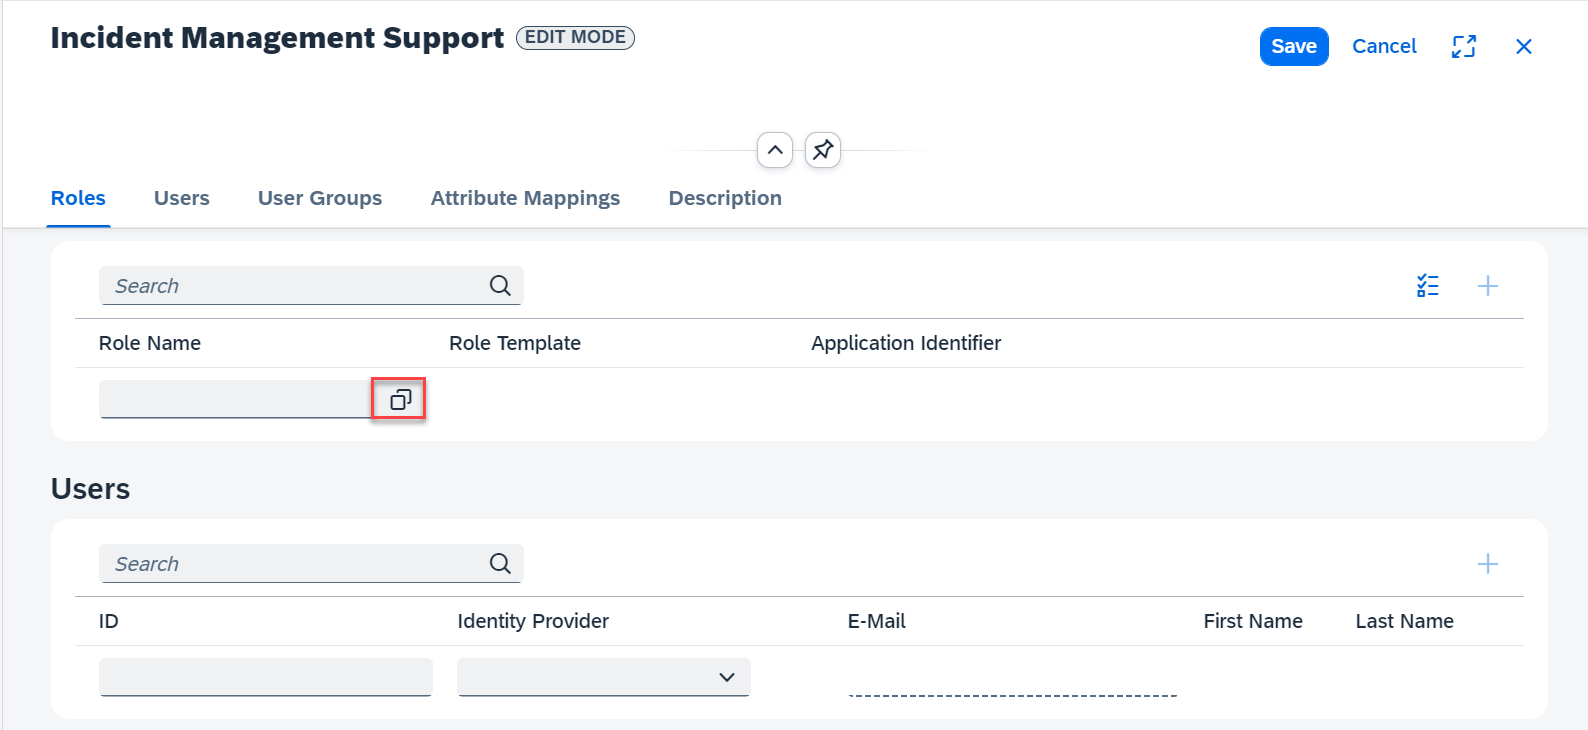 Incident Management Support EDIT MODE
Save Cancel
Roles Users User Groups Attribute Mappings Description
Search
Role Name Role Template Application Identifier
Users
Search
ID Identity Provider E-Mail First Name Last Name